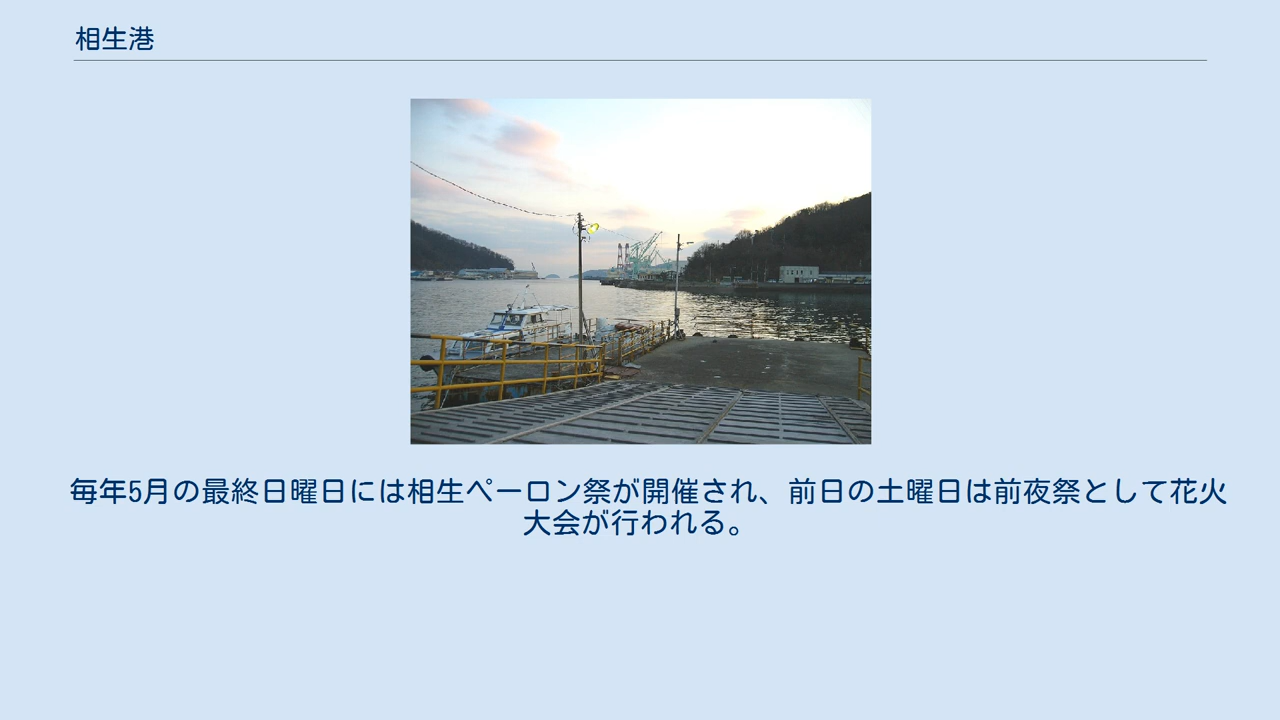 相生港
毎年5月の最終日曜日には相生ペーロン祭が開催され、前日の土曜日は前夜祭として花火
大会が行われる。